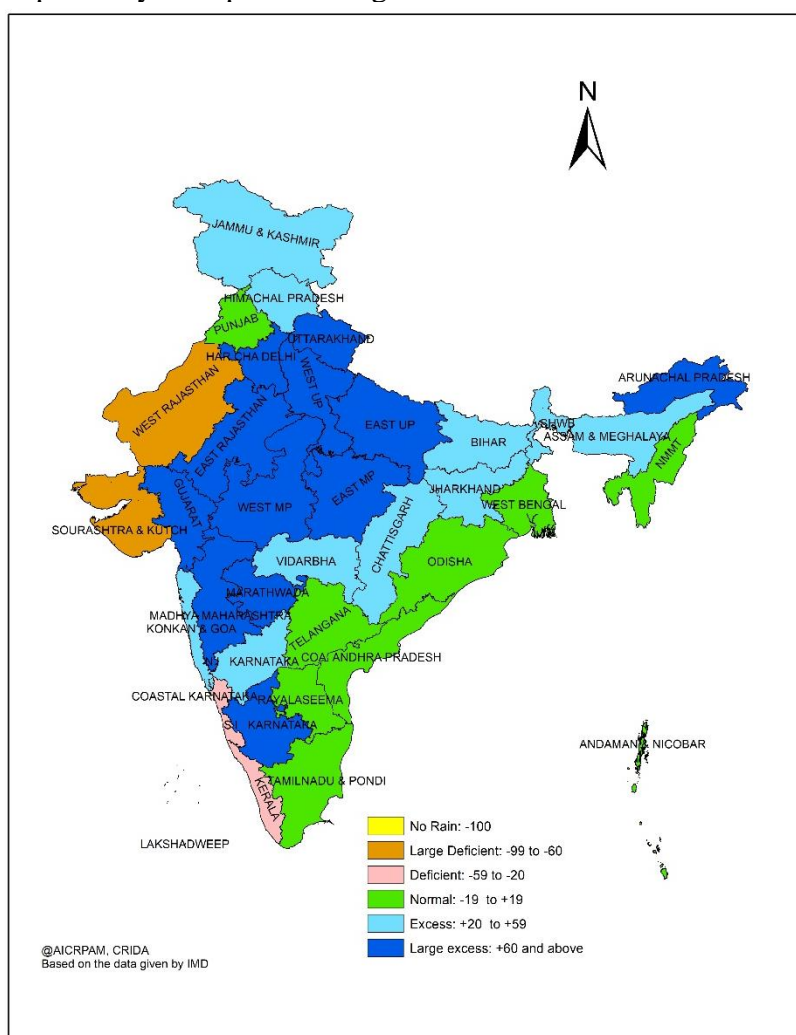 N
JAMMU & KASHMIR
HIMACHAL PRADESH
PUNJAB
UTTARAKHAND
HAR.CHA DELHI
WEST UP
ARUNACHAL PRADESH
WEST RAJASTHAN
EAST RAJASTHAN
EAST UP
SHWB
BIHAR
ASSAM & MEGHALAYA
NMMT
GUJARAT
WEST MP
EAST MP
JHARKHAND
WEST BENGAL
SOURASHTRA & KUTCH
CHATTISGARH
VIDARBHA
ODISHA
MARATHWADA
MADHYA MAHARASHTRA
KONKAN & GOA
TELANGANA
KARNATAKA
COA. ANDHRA PRADESH
COASTAL KARNATAKA
RAYALASEEMA
S.I. KARNATAKA
ANDAMAN & NICOBAR
KERALA
TAMILNADU & PONDI
LAKSHADWEEP
No Rain: -100
Large Deficient: -99 to -60
Deficient: -59 to -20
Normal: -19 to +19
Excess: +20 to +59
Large excess: +60 and above
@AICRPAM, CRIDA
Based on the data given by IMD